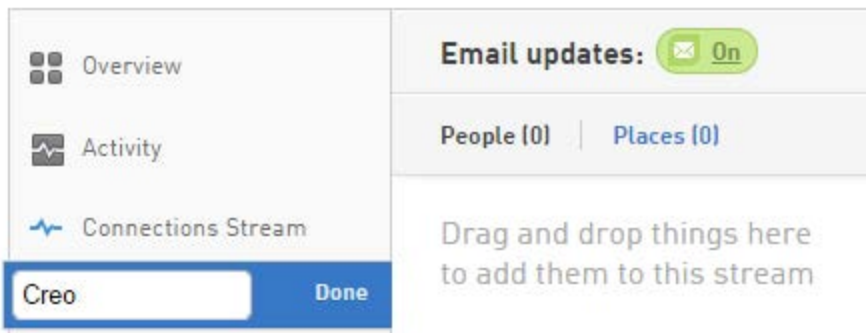 Overview
Activity
Connections Stream
Creo Done
Email updates: On
People (0) Places (0)
Drag and drop things here
to add them to this stream